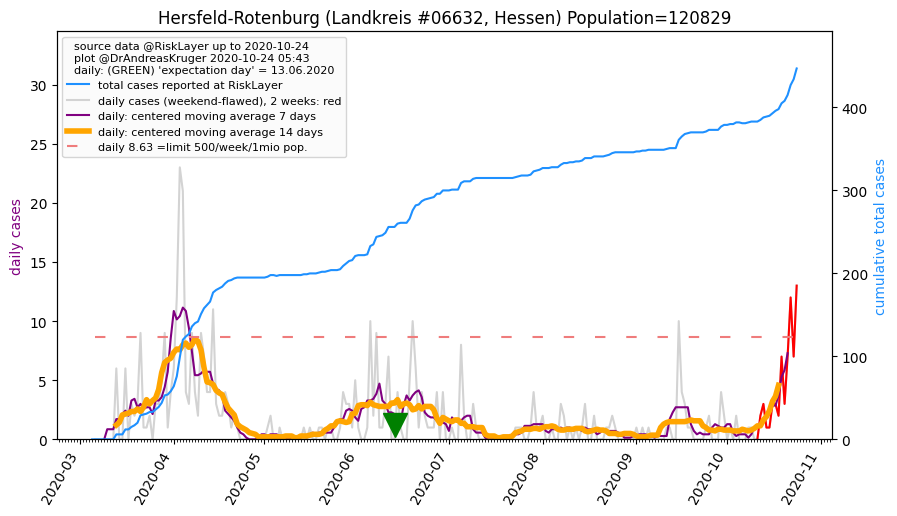 Hersfeld-Rotenburg (Landkreis #06632, Hessen) Population=120829
source data @RiskLayer up to 2020-10-24
plot @DrAndreasKruger 2020-10-24 05:43
daily: (GREEN) 'expectation day' = 13.06.2020
total cases reported at RiskLayer
daily cases (weekend-flawed), 2 weeks: red
daily: centered moving average 7 days
daily: centered moving average 14 days
daily 8.63 =limit 500/week/1mio pop.
daily cases
0
5
10
15
20
25
30
cumulative total cases
0
100
200
300
400
2020-03
2020-04
2020-05
2020-06
2020-07
2020-08
2020-09
2020-10
2020-11